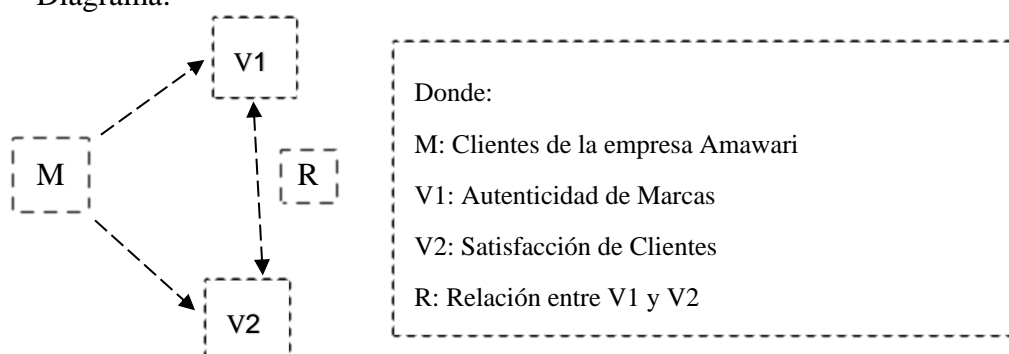 Diagrama:
V1
M
R
V2
Donde:
M: Clientes de la empresa Amawari
V1: Autenticidad de Marcas
V2: Satisfacción de Clientes
R: Relación entre V1 y V2